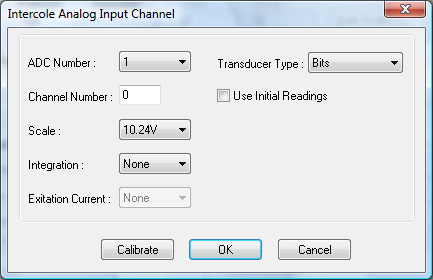 Intercole Analog Input Channel
ADC Number : 1 Transducer Type : Bits
Channel Number : 0 Use Initial Readings
Scale : 10.24V
Integration : None
Exitation Current : None
Calibrate OK Cancel